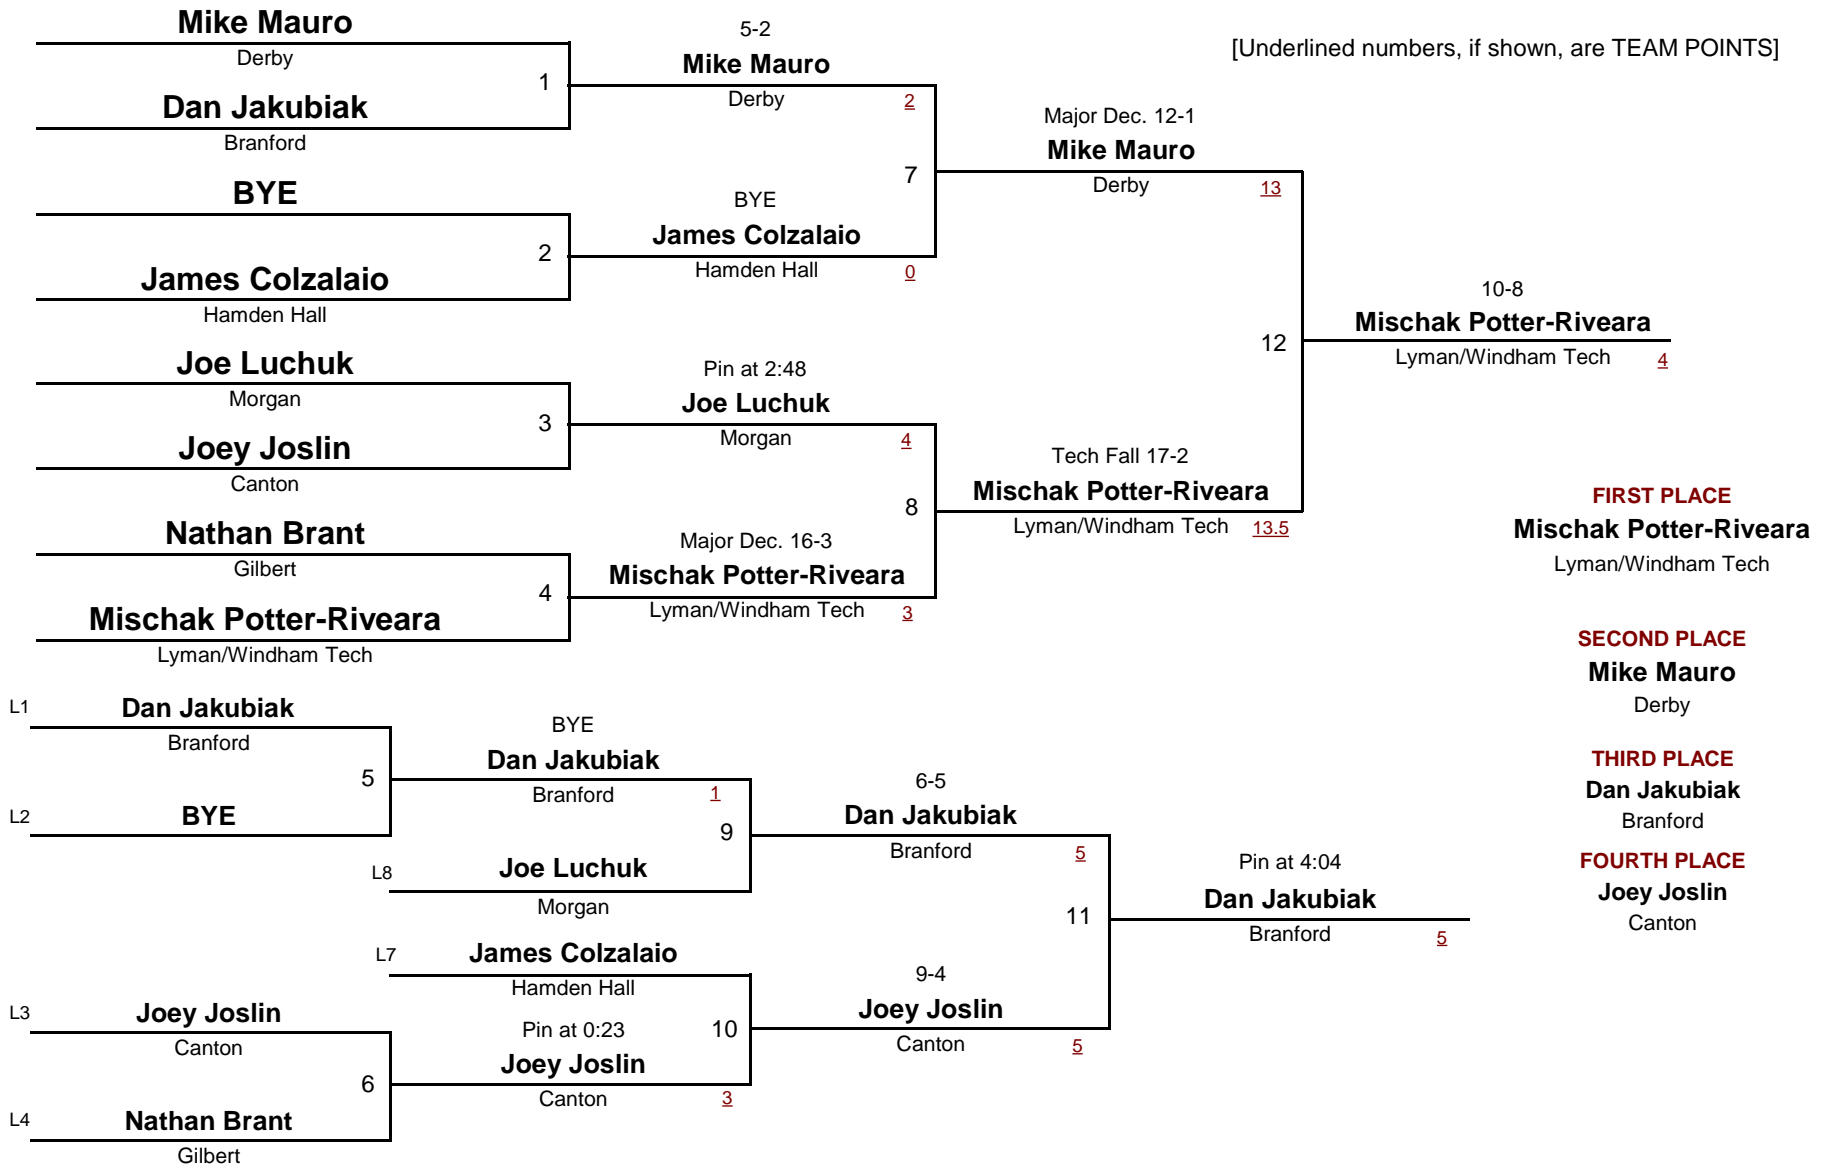 Mike Mauro
Derby
1
Dan Jakubiak
Branford
BYE
2
James Colzalaio
Hamden Hall
Joe Luchuk
Morgan
3
Joey Joslin
Canton
Nathan Brant
Gilbert
4
Mischak Potter-Riveara
Lyman/Windham Tech
5-2
Mike Mauro
Derby 2
7
BYE
James Colzalaio
Hamden Hall 0
Pin at 2:48
Joe Luchuk
Morgan 4
8
Major Dec. 16-3
Mischak Potter-Riveara
Lyman/Windham Tech 3
[Underlined numbers, if shown, are TEAM POINTS]
Major Dec. 12-1
Mike Mauro
Derby 13
12
Tech Fall 17-2
Mischak Potter-Riveara
Lyman/Windham Tech 13.5
10-8
Mischak Potter-Riveara
Lyman/Windham Tech 4
FIRST PLACE
Mischak Potter-Riveara
Lyman/Windham Tech
SECOND PLACE
Mike Mauro
Derby
THIRD PLACE
Dan Jakubiak
Branford
FOURTH PLACE
Joey Joslin
Canton
L1 Dan Jakubiak
Branford
5
L2 BYE
BYE
Dan Jakubiak
Branford 1
9
L8 Joe Luchuk
Morgan
L7 James Colzalaio
Hamden Hall
10
Pin at 0:23
Joey Joslin
Canton 3
L3 Joey Joslin
Canton
6
L4 Nathan Brant
Gilbert
6-5
Dan Jakubiak
Branford 5
11
9-4
Joey Joslin
Canton 5
Pin at 4:04
Dan Jakubiak
Branford 5